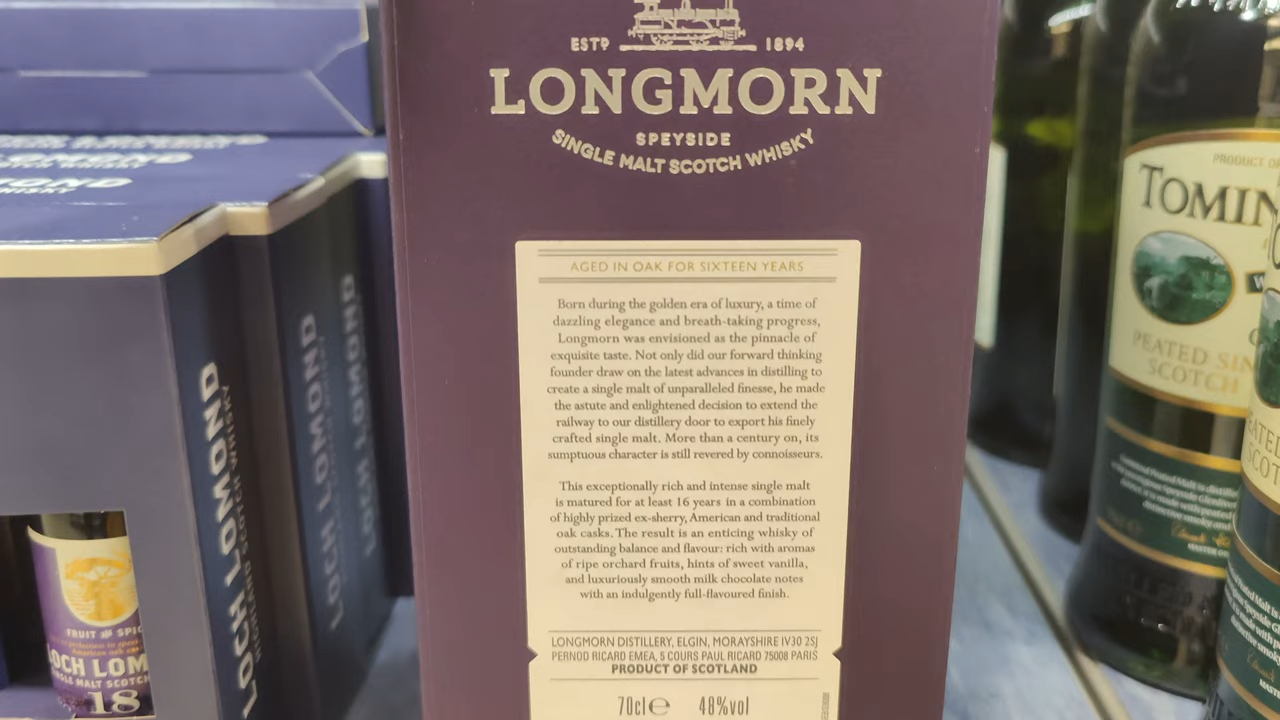 ESTD 1894
LONGMORN
SPEYSIDE
SINGLE MALT SCOTCH WHISKY
AGED IN OAK FOR SIXTEEN YEARS
Born during the golden era of luxury, a time of
dazzling elegance and breath-taking progress,
Longmorn was envisioned as the pinnacle of
exquisite taste. Not only did our forward thinking
founder draw on the latest advances in distilling to
create a single malt of unparalleled finesse, he made
the astute and enlightened decision to extend the
railway to our distillery door to export his finely
crafted single malt. More than a century on, its
sumptuous character is still revered by connoisseurs.
This exceptionally rich and intense single malt
is matured for at least 16 years in a combination
of highly prized ex-sherry, American and traditional
oak casks. The result is an enticing whisky of
outstanding balance and flavour: rich with aromas
of ripe orchard fruits, hints of sweet vanilla,
and luxuriously smooth milk chocolate notes
with an indulgently full-flavoured finish.
LONGMORN DISTILLERY, ELGIN, MORAYSHIRE IV30 2SJ
PERNOD RICARD EMEA, 5 COURS PAUL RICARD 75008 PARIS
PRODUCT OF SCOTLAND
70cl e 48%vol
LOCH LOMOND
LOCH LOMOND
LOCH LOMOND
FRUIT & SPIC
OCH LOM
SINGLE MALT SCOTCH
18
PRODUCT O
TOMIN
PEATED SIN
SCOTCH